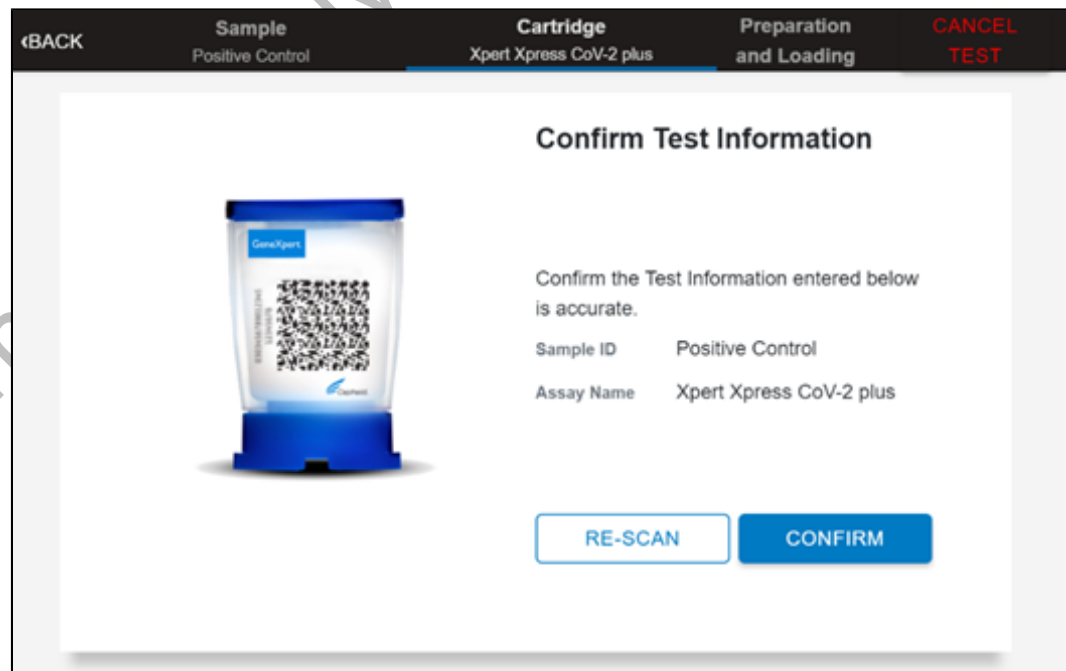 ‹BACK
Sample
Positive Control
Cartridge
Xpert Xpress CoV-2 plus
Preparation
and Loading
CANCEL
TEST
Confirm Test Information
GeneXpert
Cepheid
Confirm the Test Information entered below
is accurate.
Sample ID Positive Control
Assay Name Xpert Xpress CoV-2 plus
RE-SCAN
CONFIRM